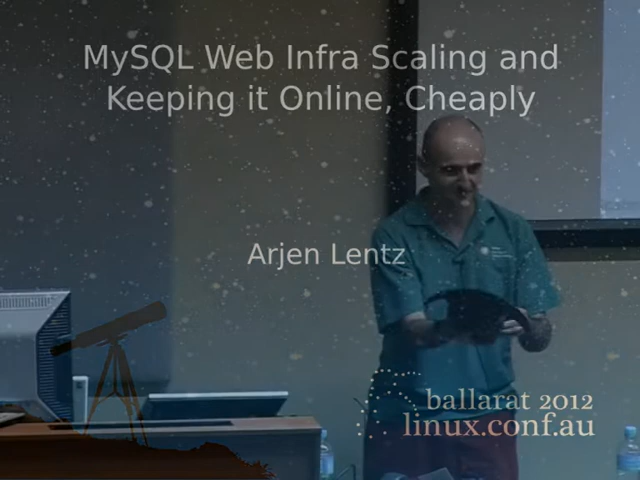 MySQL Web Infra Scaling and
Keeping it Online, Cheaply
Arjen Lentz
ballarat 2012
linux.conf.au